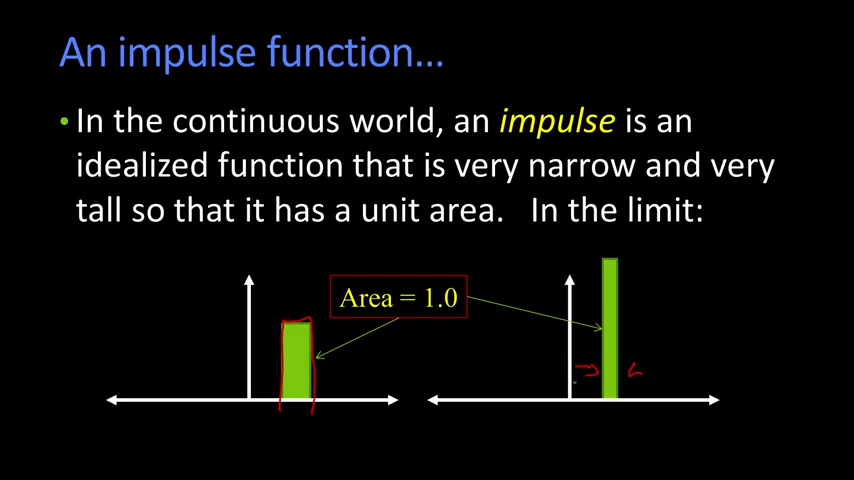 An impulse function…
• In the continuous world, an impulse is an
idealized function that is very narrow and very
tall so that it has a unit area. In the limit:
Area = 1.0